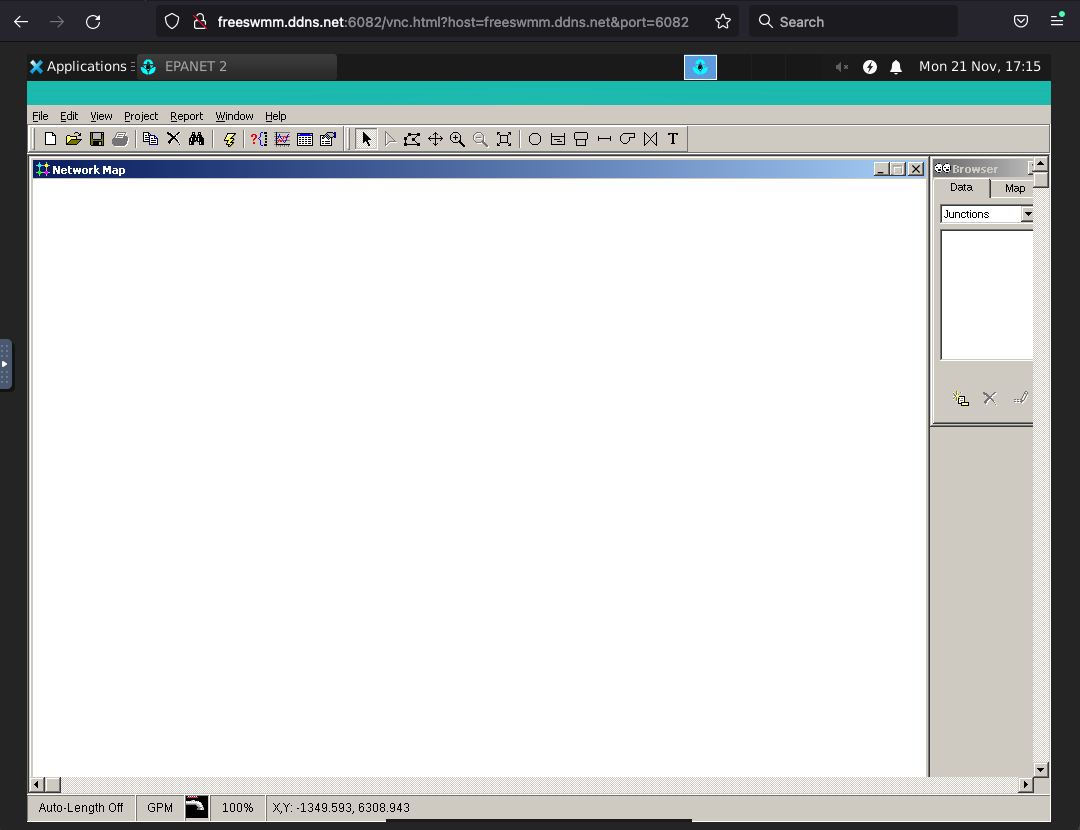 freeswmm.ddns.net:6082/vnc.html?host=freeswmm.ddns.net&port=6082
Search
Applications
EPANET 2
Mon 21 Nov, 17:15
File Edit View Project Report Window Help
T
Network Map
Browser
Data Map
Junctions
Auto-Length Off GPM 100% X,Y: -1349.593, 6308.943